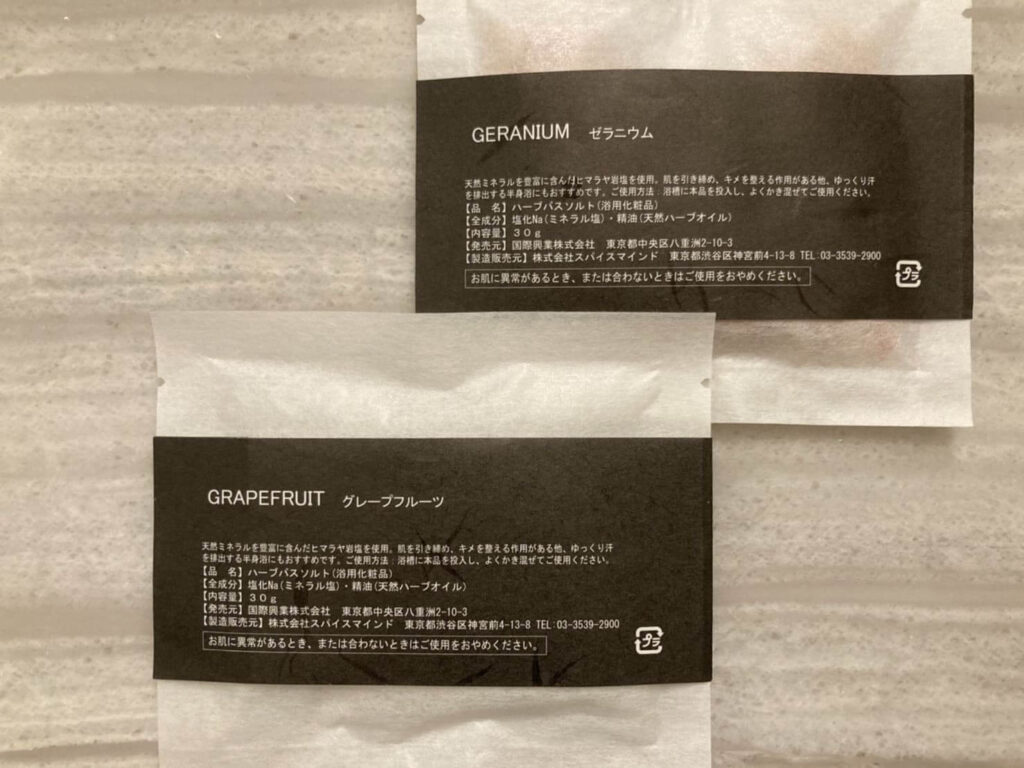 GERANIUM ゼラニウム
天然ミネラルを豊富に含んだヒマラヤ岩塩を使用。肌を引き締め、キメを整える作用がある他、ゆっくり汗
を排出する半身浴にもおすすめです。ご使用方法：浴槽に本品を投入し、よくかき混ぜてご使用ください。
【品　名】ハーブバスソルト(浴用化粧品)
【全成分】塩化Na(ミネラル塩)・精油(天然ハーブオイル)
【内容量】３０ｇ
【発売元】国際興業株式会社　東京都中央区八重洲2-10-3
【製造販売元】株式会社スパイスマインド　東京都渋谷区神宮前4-13-8 TEL:03-3539-2900
お肌に異常があるとき、または合わないときはご使用をおやめください。
プラ
GRAPEFRUIT グレープフルーツ
天然ミネラルを豊富に含んだヒマラヤ岩塩を使用。肌を引き締め、キメを整える作用がある他、ゆっくり汗
を排出する半身浴にもおすすめです。ご使用方法：浴槽に本品を投入し、よくかき混ぜてご使用ください。
【品　名】ハーブバスソルト(浴用化粧品)
【全成分】塩化Na(ミネラル塩)・精油(天然ハーブオイル)
【内容量】３０ｇ
【発売元】国際興業株式会社　東京都中央区八重洲2-10-3
【製造販売元】株式会社スパイスマインド　東京都渋谷区神宮前4-13-8 TEL:03-3539-2900
お肌に異常があるとき、または合わないときはご使用をおやめください。
プラ